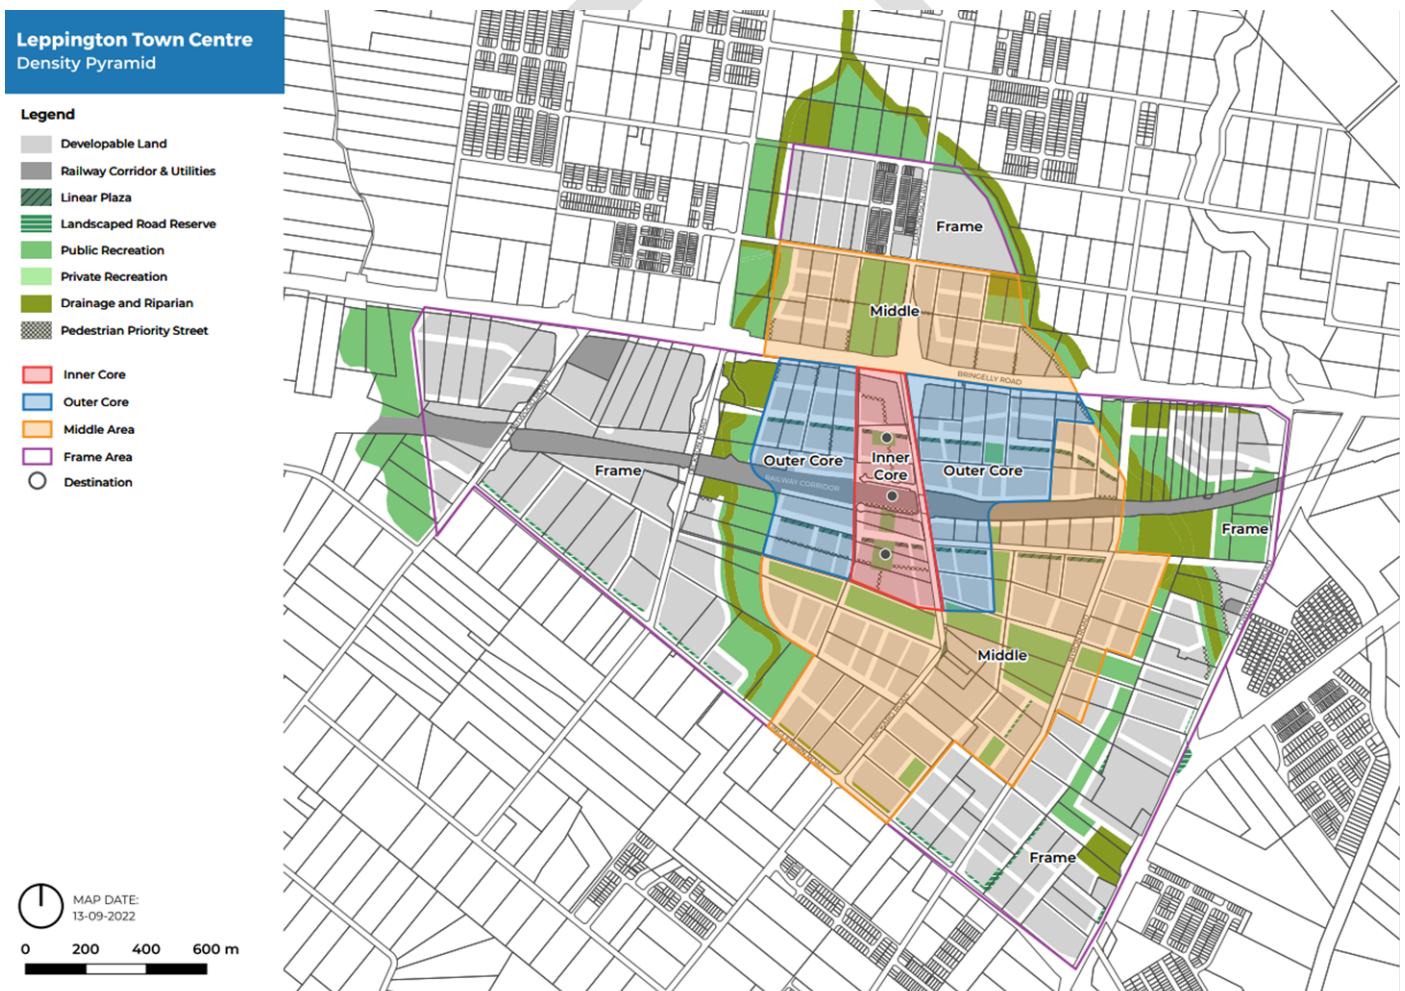 Leppington Town Centre
Density Pyramid
Legend
Developable Land
Railway Corridor & Utilities
Linear Plaza
Landscaped Road Reserve
Public Recreation
Private Recreation
Drainage and Riparian
Pedestrian Priority Street
Inner Core
Outer Core
Middle Area
Frame Area
Destination
MAP DATE:
13-09-2022
0 200 400 600 m
Frame
Middle
BRINGELLY ROAD
Outer Core
Inner
Core
Outer Core
Frame
RAILWAY CORRIDOR
Frame
Middle
RICKARD ROAD
Frame